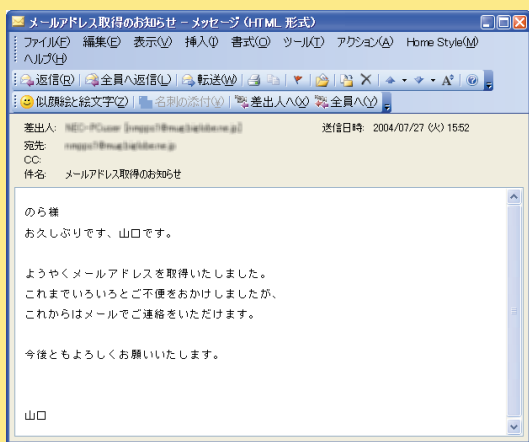 メールアドレス取得のお知らせ - メッセージ (HTML 形式)
ファイル(F) 編集(E) 表示(V) 挿入(I) 書式(O) ツール(T) アクション(A) Home Style(M)
ヘルプ(H)
返信(R) 全員へ返信(L) 転送(W)
似顔絵と絵文字(Z) 名刺の添付(W) 差出人へ(X) 全員へ(Y)
差出人: 送信日時: 2004/07/27 (火) 15:52
宛先:
CC:
件名: メールアドレス取得のお知らせ
のら様
お久しぶりです、山口です。
ようやくメールアドレスを取得いたしました。
これまでいろいろとご不便をおかけしましたが、
これからはメールでご連絡をいただけます。
今後ともよろしくお願いいたします。
山口